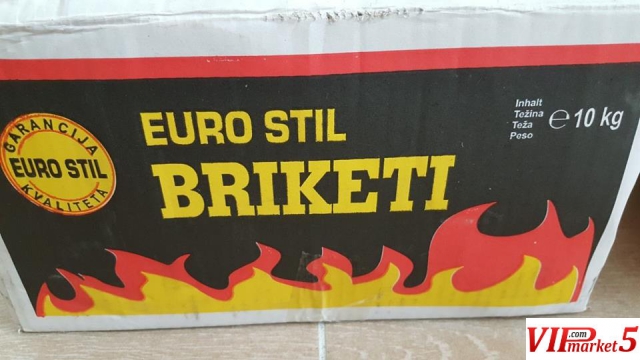 GARANCIJA
EURO STIL
KVALITETA
EURO STIL
BRIKETI
Inhalt
Težina
Teža
Peso
℮ 10 kg
VIP.com
market5